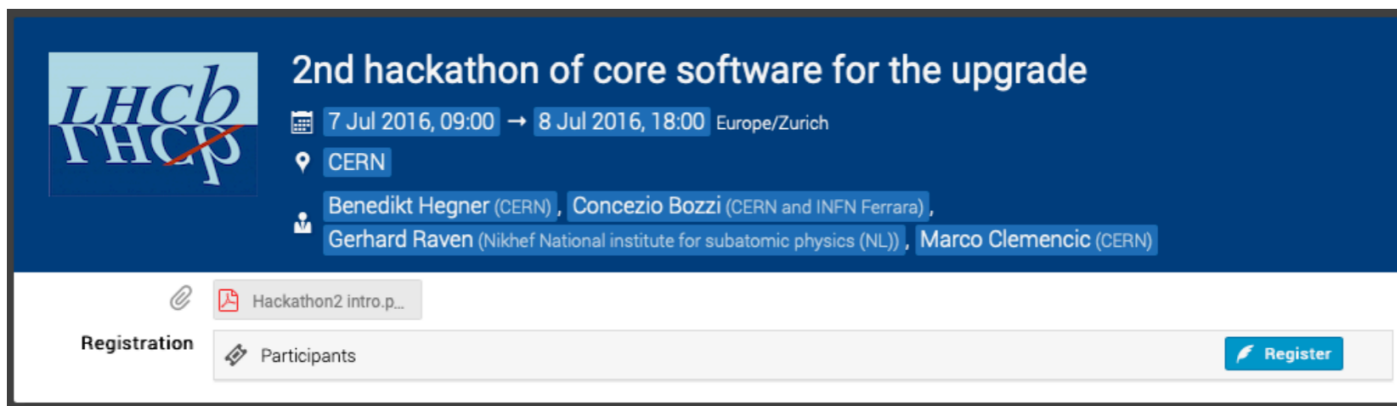 LHCb
LHCb
2nd hackathon of core software for the upgrade
7 Jul 2016, 09:00 → 8 Jul 2016, 18:00 Europe/Zurich
CERN
Benedikt Hegner (CERN) , Concezio Bozzi (CERN and INFN Ferrara) ,
Gerhard Raven (Nikhef National institute for subatomic physics (NL)) , Marco Clemencic (CERN)
Hackathon2 intro.p...
Registration
Participants
Register